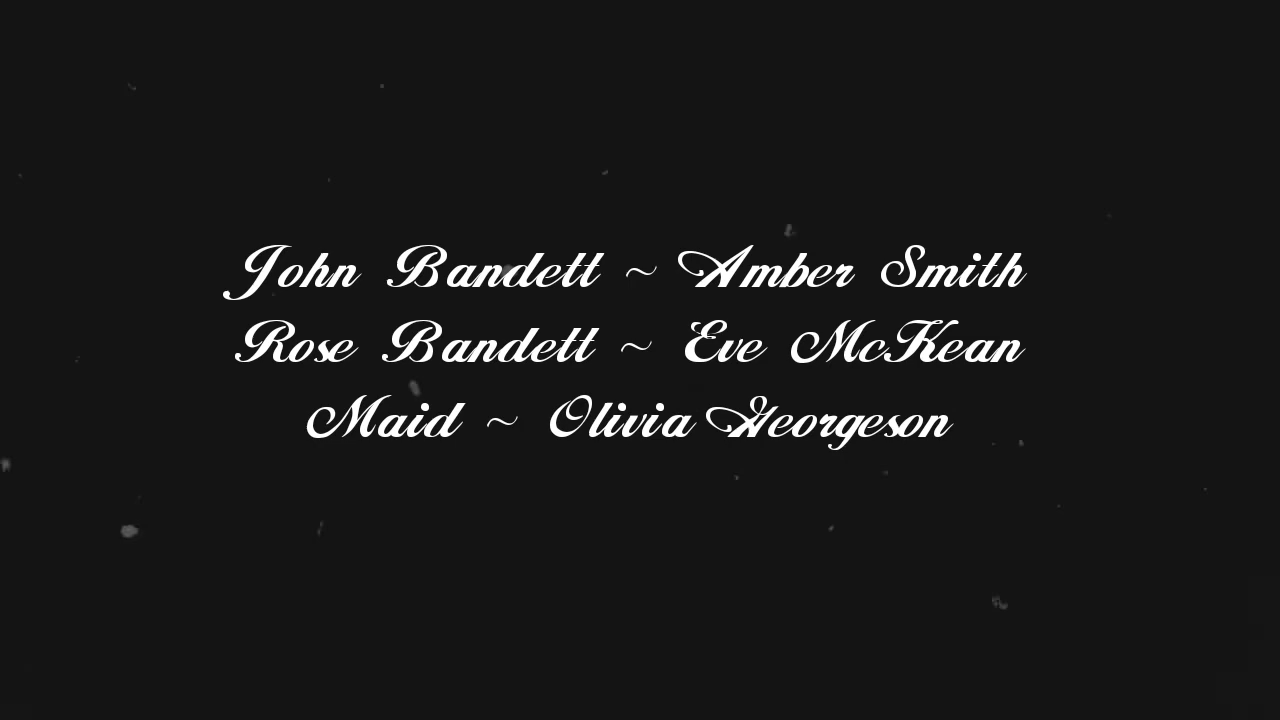 John Bandett ~ Amber Smith
Rose Bandett ~ Eve McKean
Maid ~ Olivia Georgeson